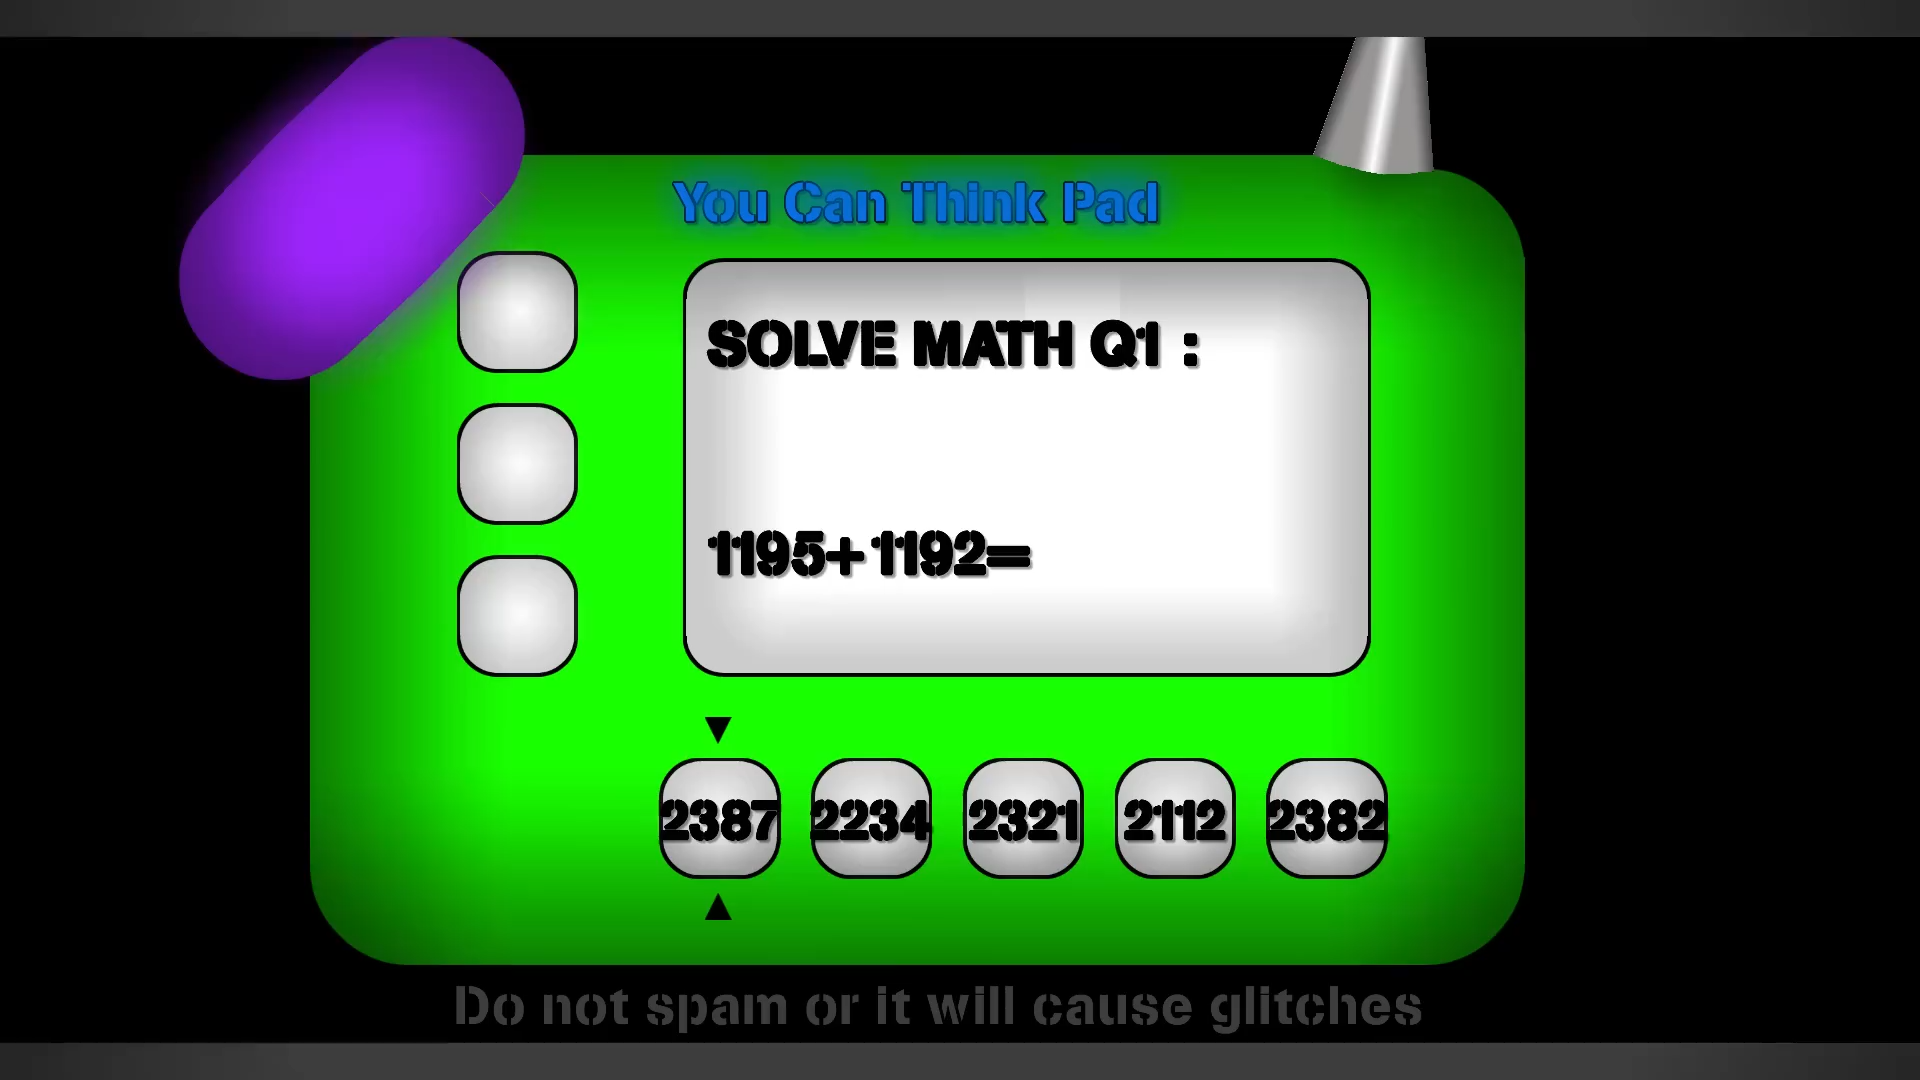 You Can Think Pad
SOLVE MATH Q1 :
1195+1192=
2387 2234 2321 2112 2382
Do not spam or it will cause glitches